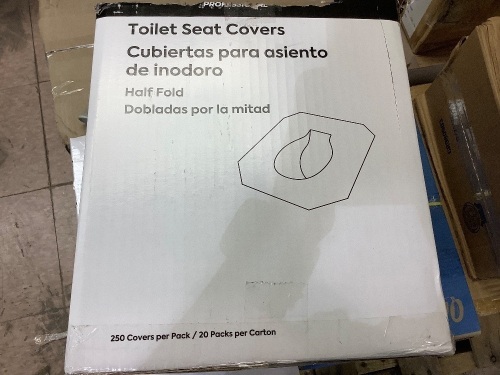 Toilet Seat Covers
Cubiertas para asiento
de inodoro
Half Fold
Dobladas por la mitad
250 Covers per Pack / 20 Packs per Carton